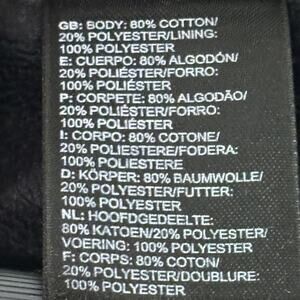 GB: BODY: 80% COTTON/
20% POLYESTER/LINING:
100% POLYESTER
E: CUERPO: 80% ALGODÓN/
20% POLIÉSTER/FORRO:
100% POLIÉSTER
P: CORPETE: 80% ALGODÃO/
20% POLIÉSTER/FORRO:
100% POLIÉSTER
I: CORPO: 80% COTONE/
20% POLIESTERE/FODERA:
100% POLIESTERE
D: KÖRPER: 80% BAUMWOLLE/
20% POLYESTER/FUTTER:
100% POLYESTER
NL: HOOFDGEDEELTE:
80% KATOEN/20% POLYESTER/
VOERING: 100% POLYESTER
F: CORPS: 80% COTON/
20% POLYESTER/DOUBLURE:
100% POLYESTER